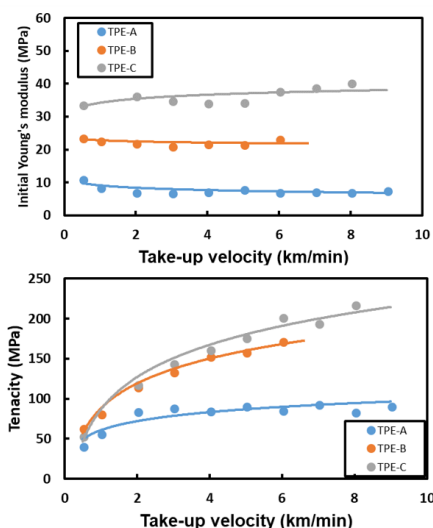 60
50
40
30
20
10
0
Initial Young's modulus (MPa)
TPE-A
TPE-B
TPE-C
0 2 4 6 8 10
Take-up velocity (km/min)
250
200
150
100
50
0
Tenacity (MPa)
TPE-A
TPE-B
TPE-C
0 2 4 6 8 10
Take-up velocity (km/min)